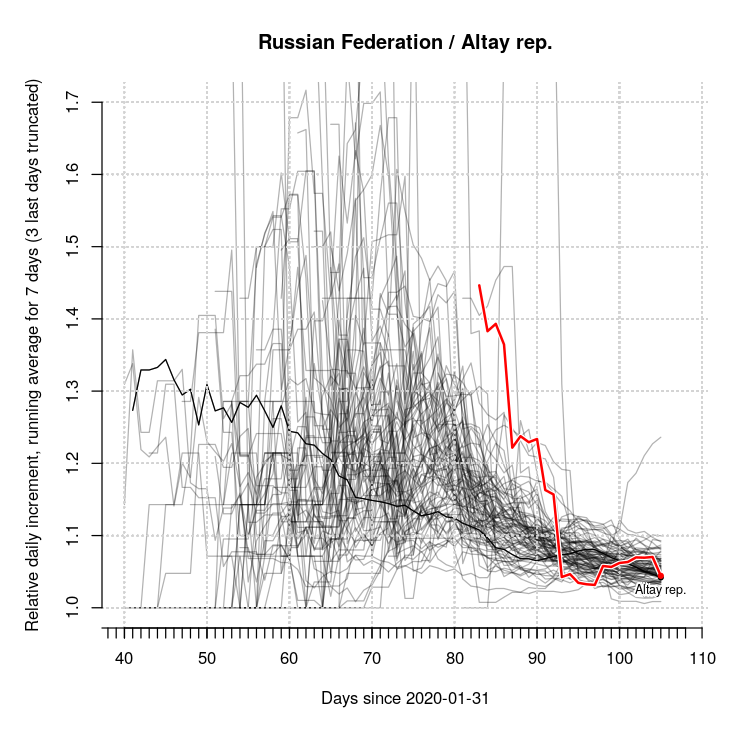 Russian Federation / Altay rep.
Relative daily increment, running average for 7 days (3 last days truncated)
1.7
1.6
1.5
1.4
1.3
1.2
1.1
1.0
Altay rep.
40 50 60 70 80 90 100 110
Days since 2020-01-31